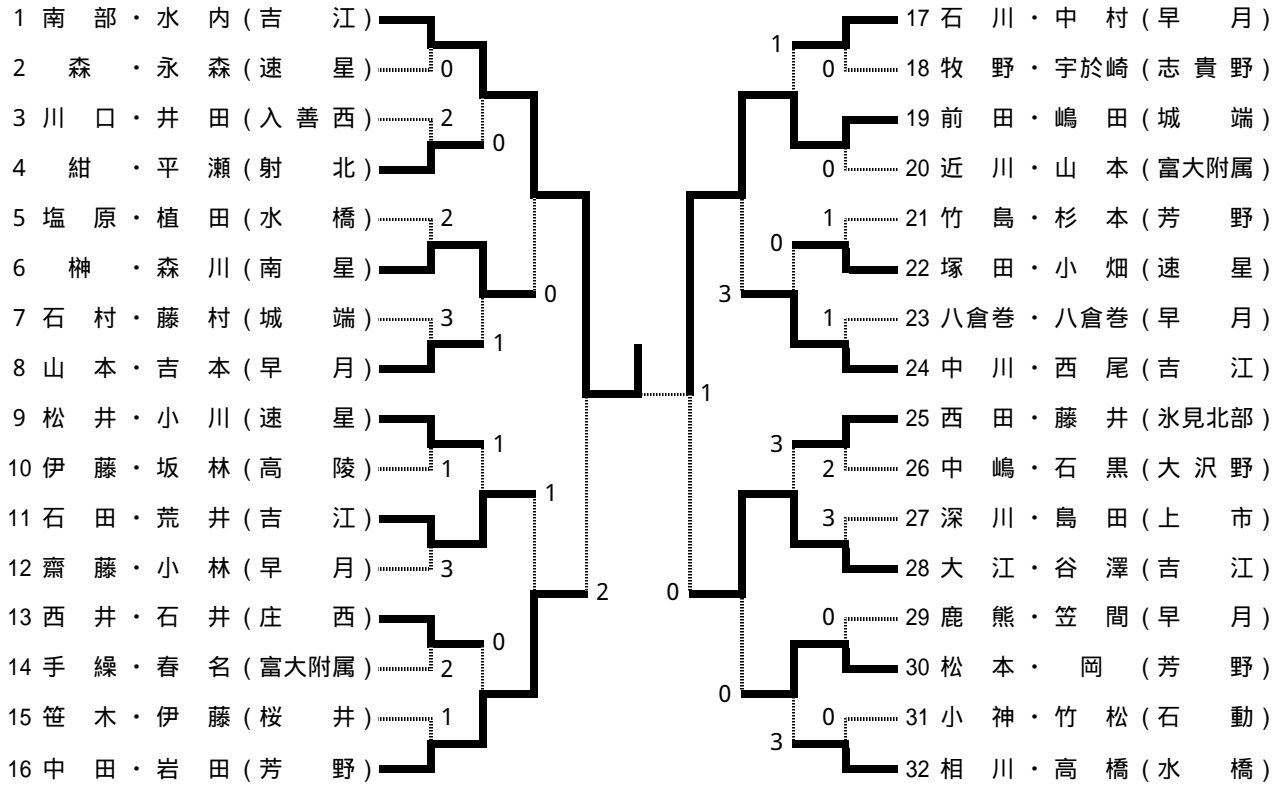 1 南部・水内(吉江)
2 森・永森(速星)
0
3 川口・井田(入善西)
2
0
4 紺・平瀬(射北)
5 塩原・植田(水橋)
2
6 榊・森川(南星)
0
7 石村・藤村(城端)
3
1
8 山本・吉本(早月)
9 松井・小川(速星)
1
10 伊藤・坂林(高陵)
1
1
11 石田・荒井(吉江)
12 齋藤・小林(早月)
3
2
13 西井・石井(庄西)
0
14 手繰・春名(富大附属)
2
15 笹木・伊藤(桜井)
1
16 中田・岩田(芳野)
17 石川・中村(早月)
1
18 牧野・宇於崎(志貴野)
0
19 前田・嶋田(城端)
20 近川・山本(富大附属)
0
21 竹島・杉本(芳野)
1
0
22 塚田・小畑(速星)
3
23 八倉巻・八倉巻(早月)
1
24 中川・西尾(吉江)
1
25 西田・藤井(氷見北部)
3
26 中嶋・石黒(大沢野)
2
27 深川・島田(上市)
3
28 大江・谷澤(吉江)
0
29 鹿熊・笠間(早月)
0
30 松本・岡(芳野)
0
31 小神・竹松(石動)
0
3
32 相川・高橋(水橋)